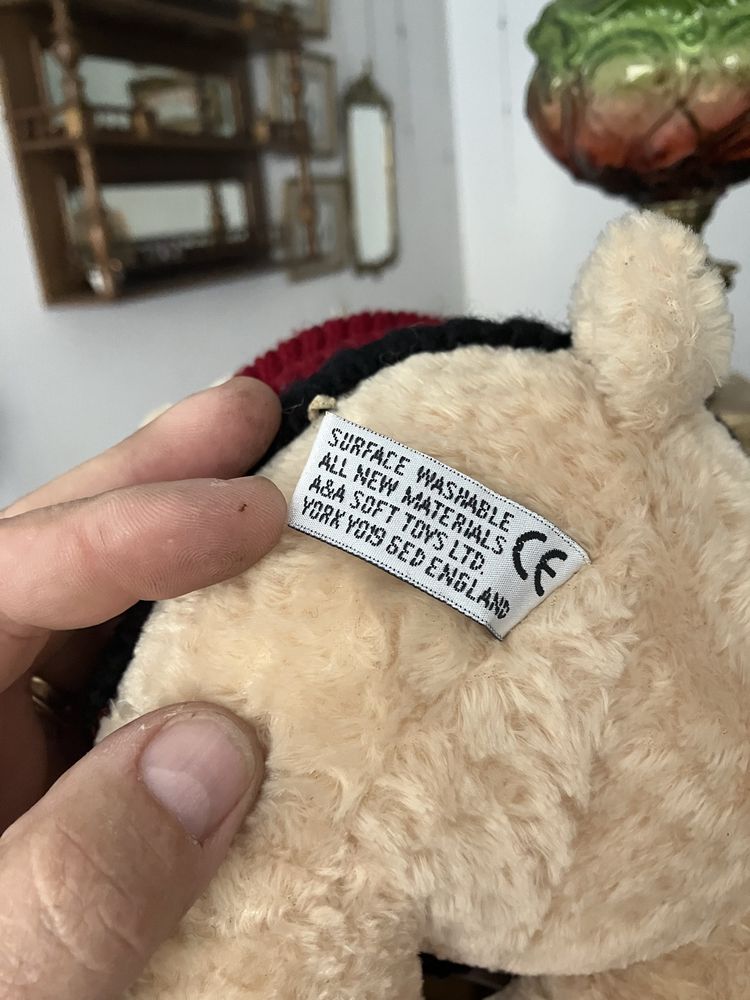 SURFACE WASHABLE
ALL NEW MATERIALS
A&A SOFT TOYS LTD.
YORK YO19 6ED ENGLAND
CE